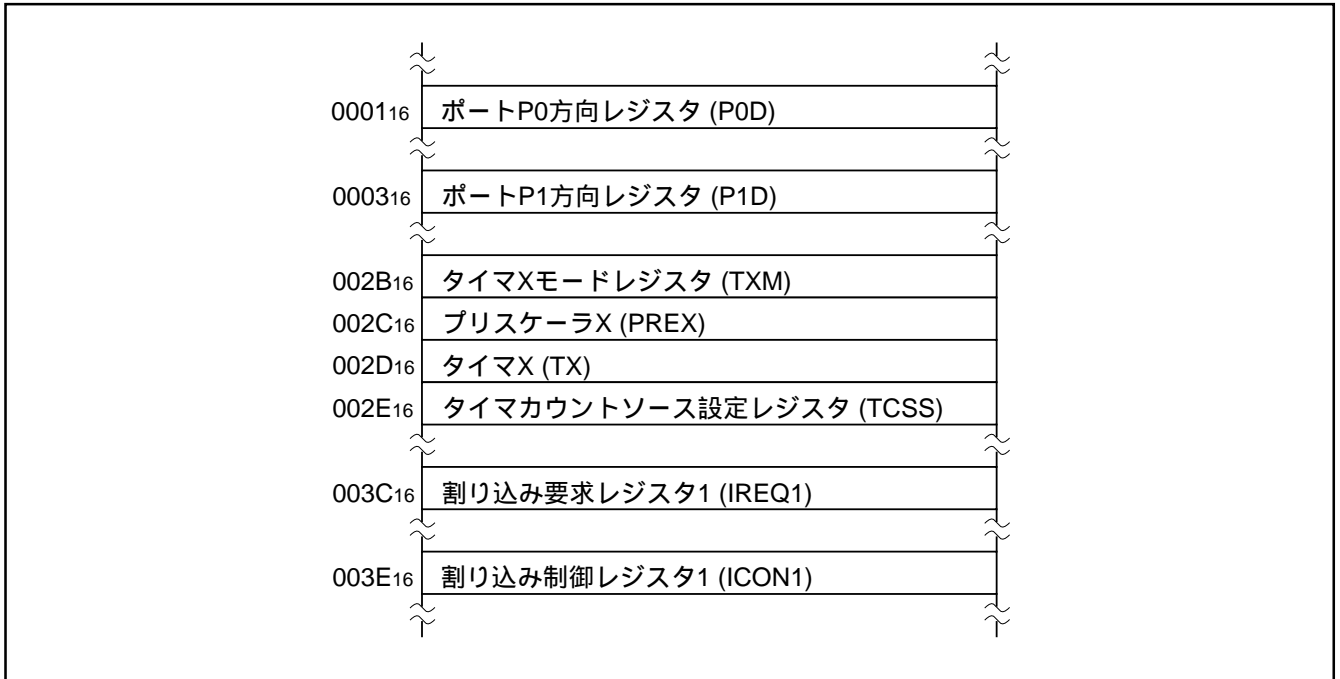 000116 ポートP0方向レジスタ (P0D)
000316 ポートP1方向レジスタ (P1D)
002B16 タイマXモードレジスタ (TXM)
002C16 プリスケーラX (PREX)
002D16 タイマX (TX)
002E16 タイマカウントソース設定レジスタ (TCSS)
003C16 割り込み要求レジスタ1 (IREQ1)
003E16 割り込み制御レジスタ1 (ICON1)